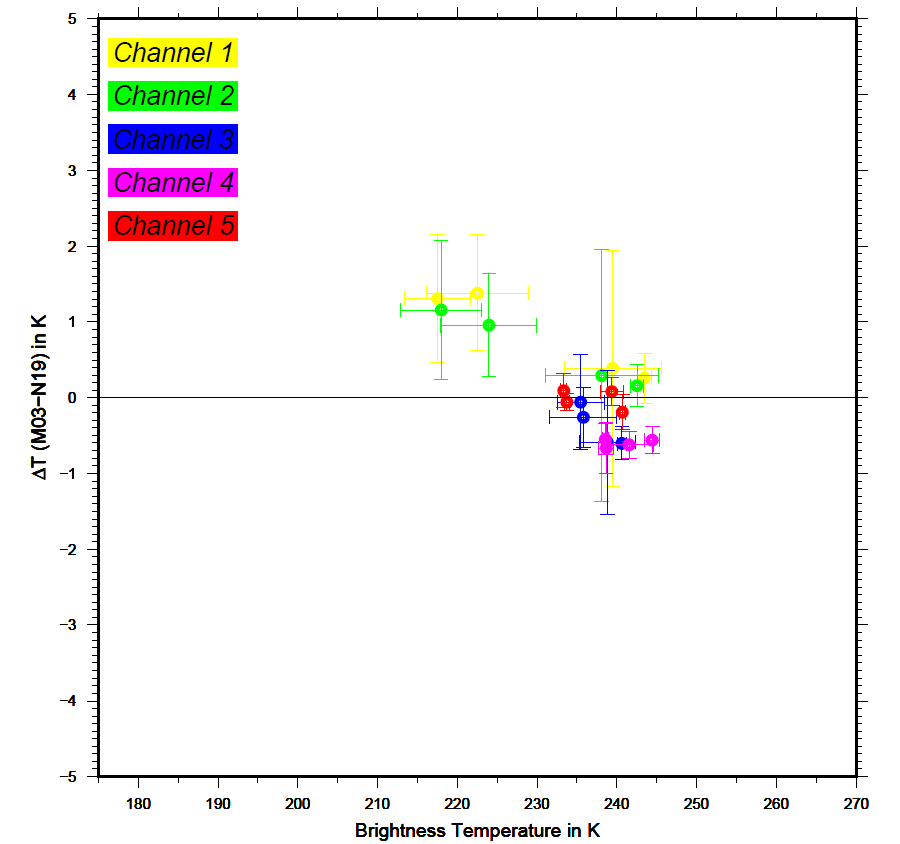 Channel 1
Channel 2
Channel 3
Channel 4
Channel 5
5
4
3
2
1
0
−1
−2
−3
−4
−5
ΔT (M03−N19) in K
180 190 200 210 220 230 240 250 260 270
Brightness Temperature in K